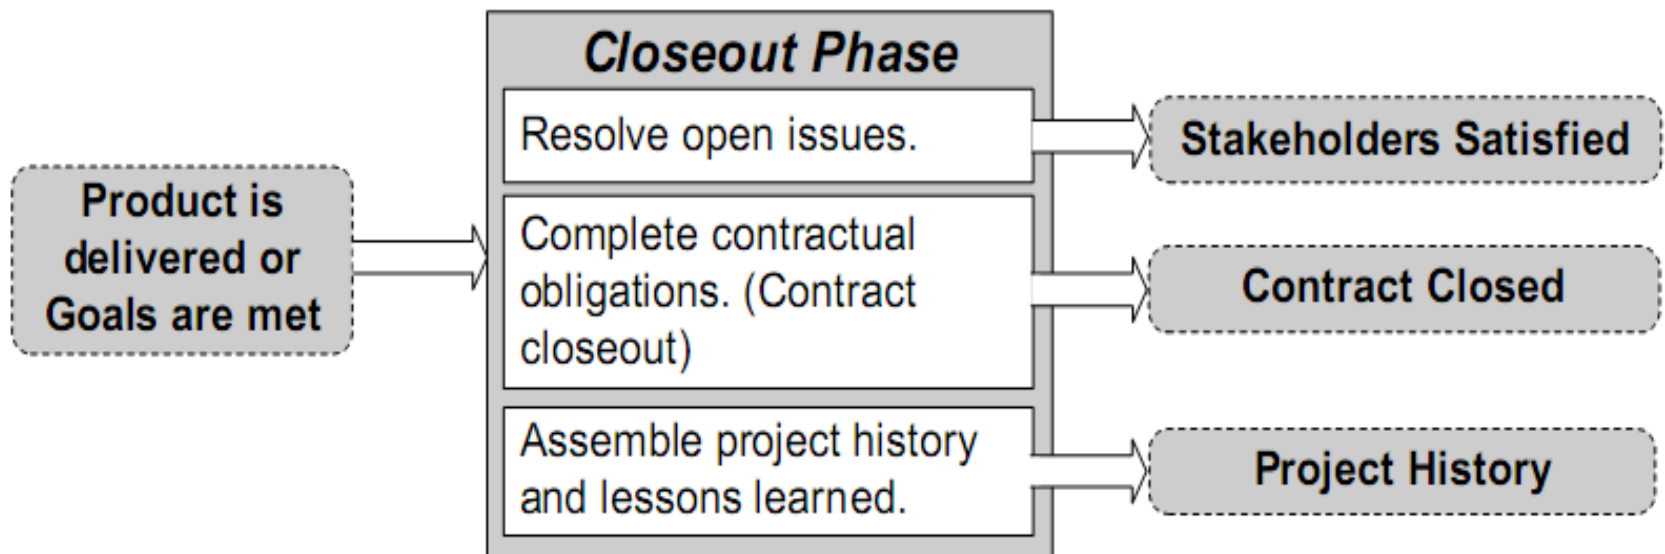 Closeout Phase
Product is
delivered or
Goals are met
Resolve open issues.
Complete contractual
obligations. (Contract
closeout)
Assemble project history
and lessons learned.
Stakeholders Satisfied
Contract Closed
Project History